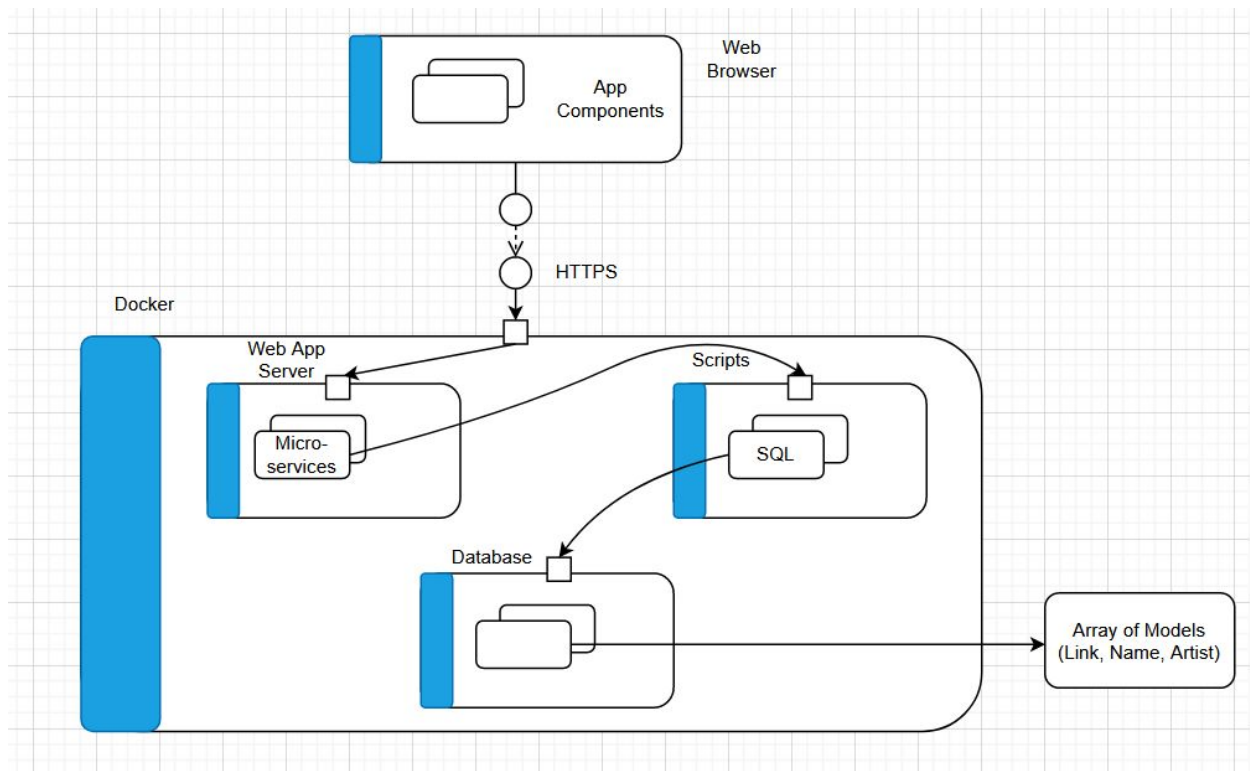 Web
Browser
App
Components
HTTPS
Docker
Web App
Server
Scripts
Micro-
services
SQL
Database
Array of Models
(Link, Name, Artist)